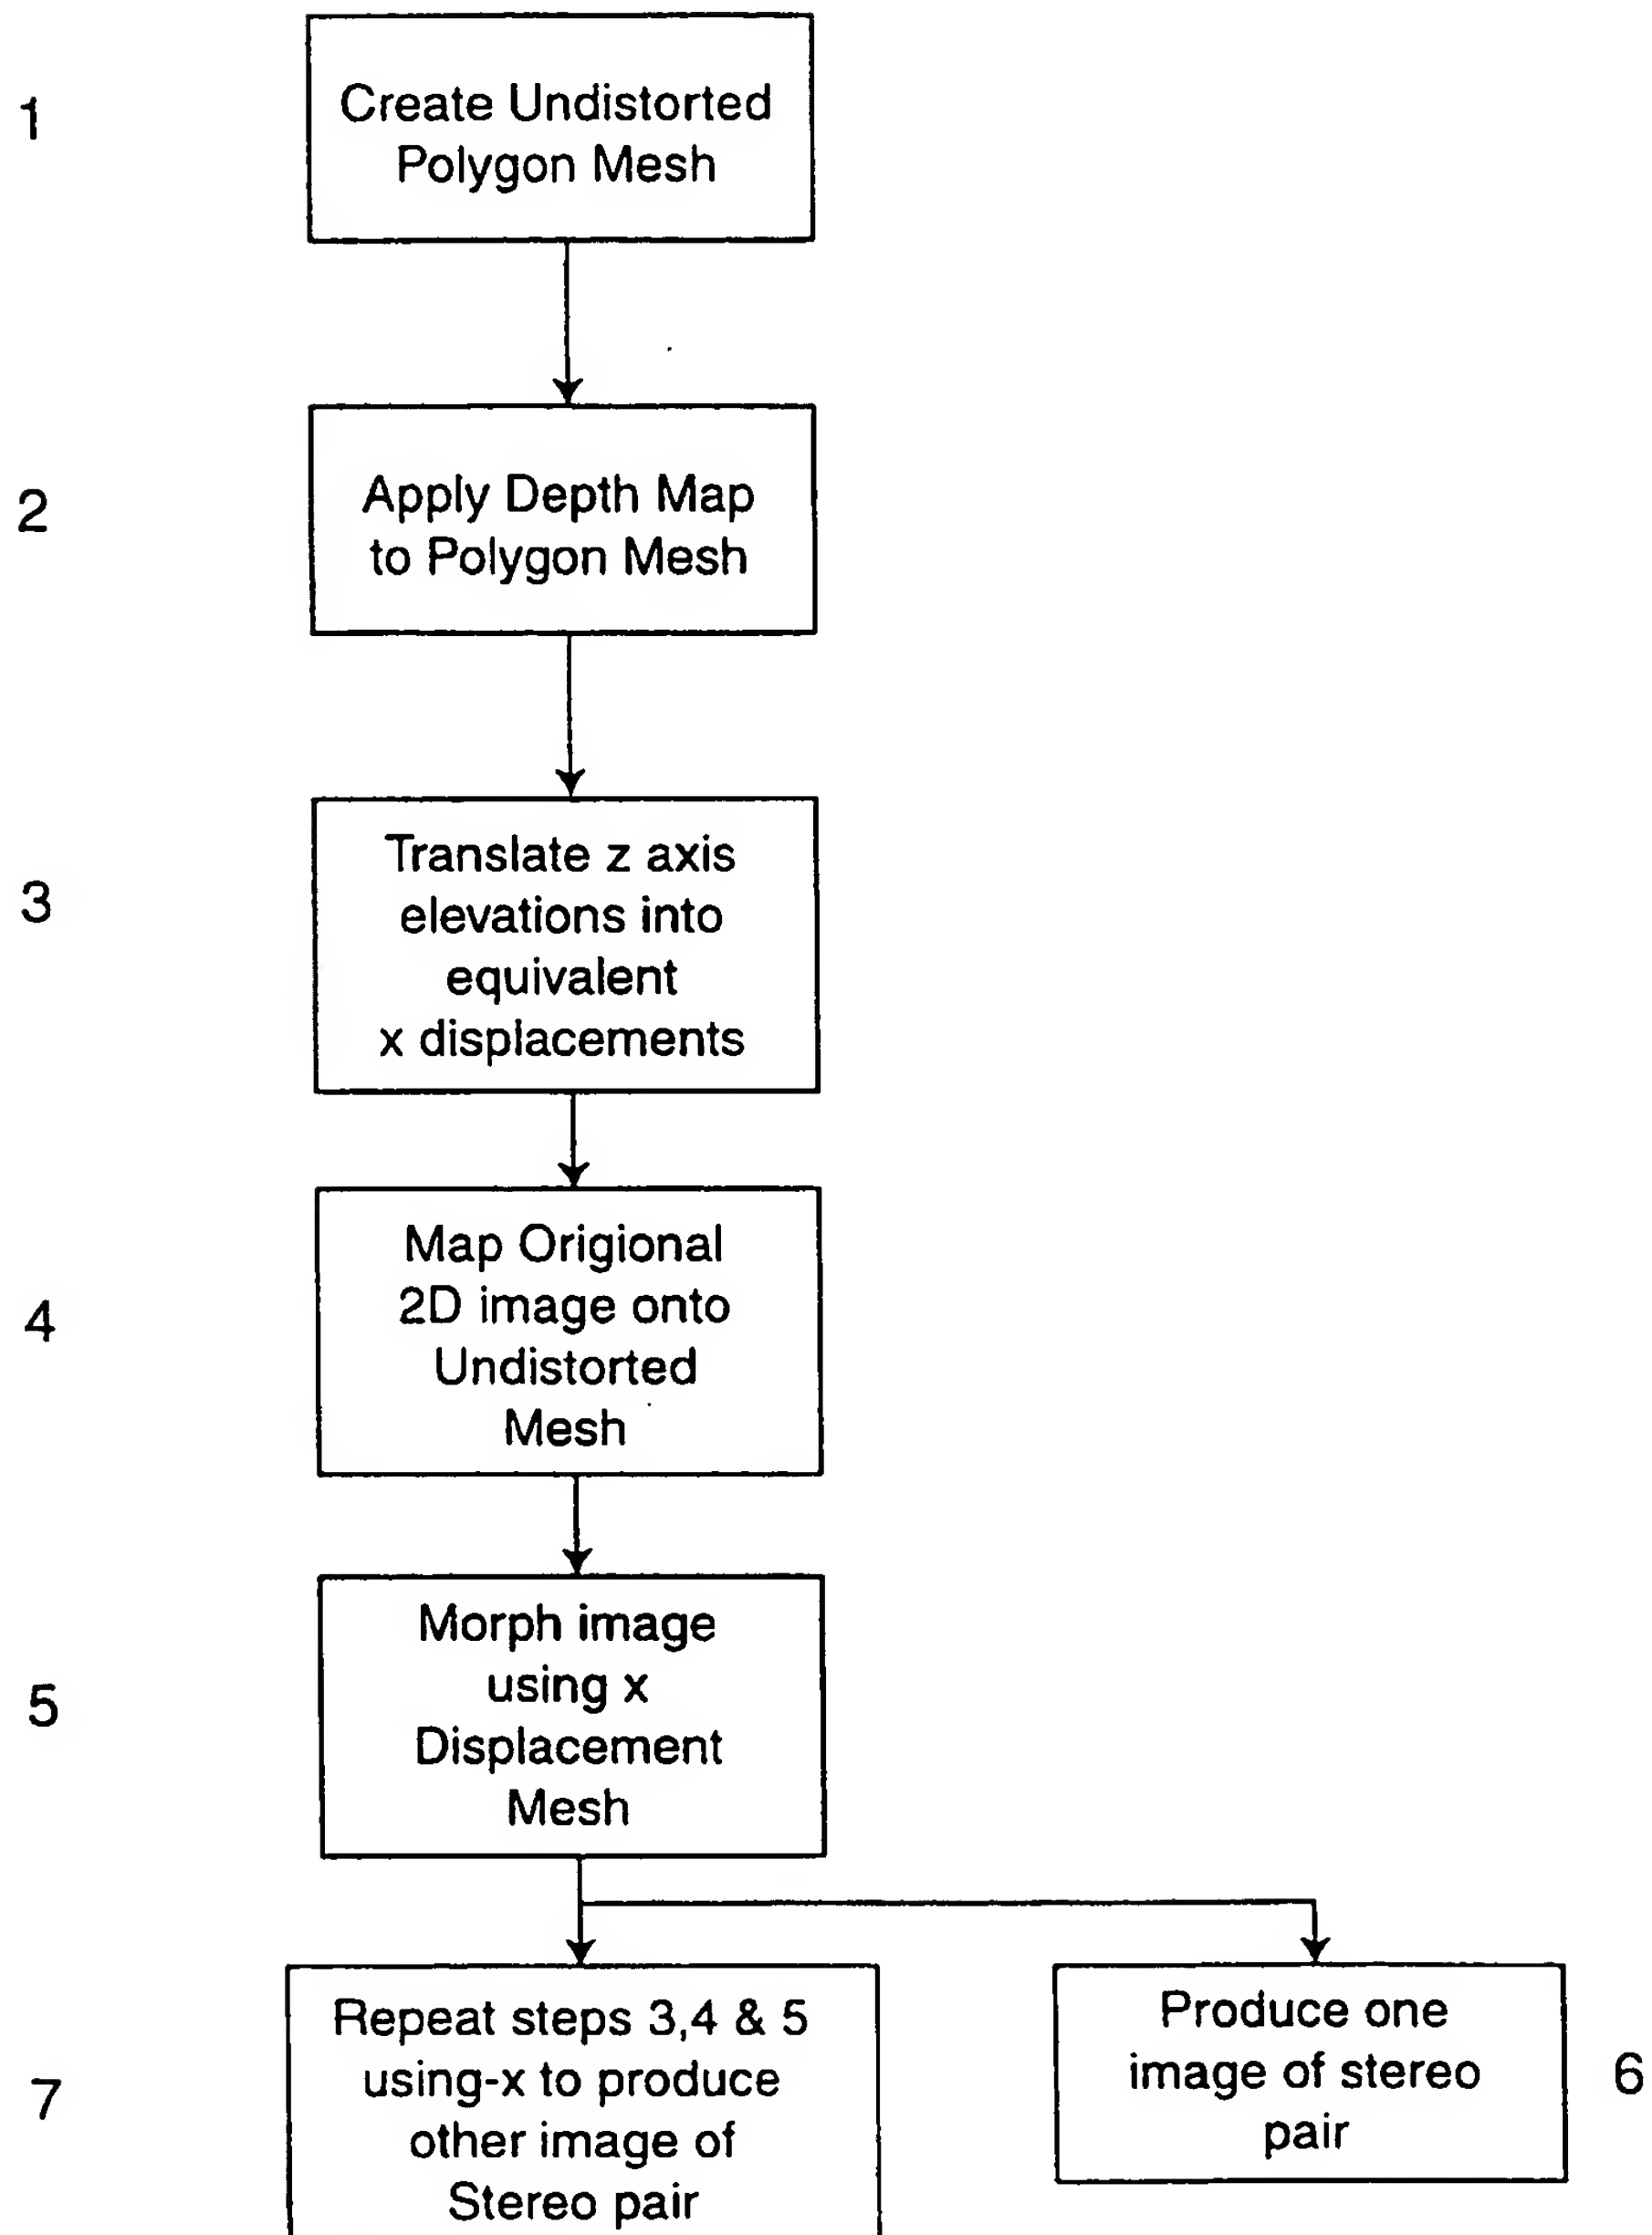 1
Create Undistorted
Polygon Mesh
2
Apply Depth Map
to Polygon Mesh
3
Translate z axis
elevations into
equivalent
x displacements
4
Map Origional
2D image onto
Undistorted
Mesh
5
Morph image
using x
Displacement
Mesh
7
Repeat steps 3,4 & 5
using-x to produce
other image of
Stereo pair
Produce one
image of stereo
pair
6